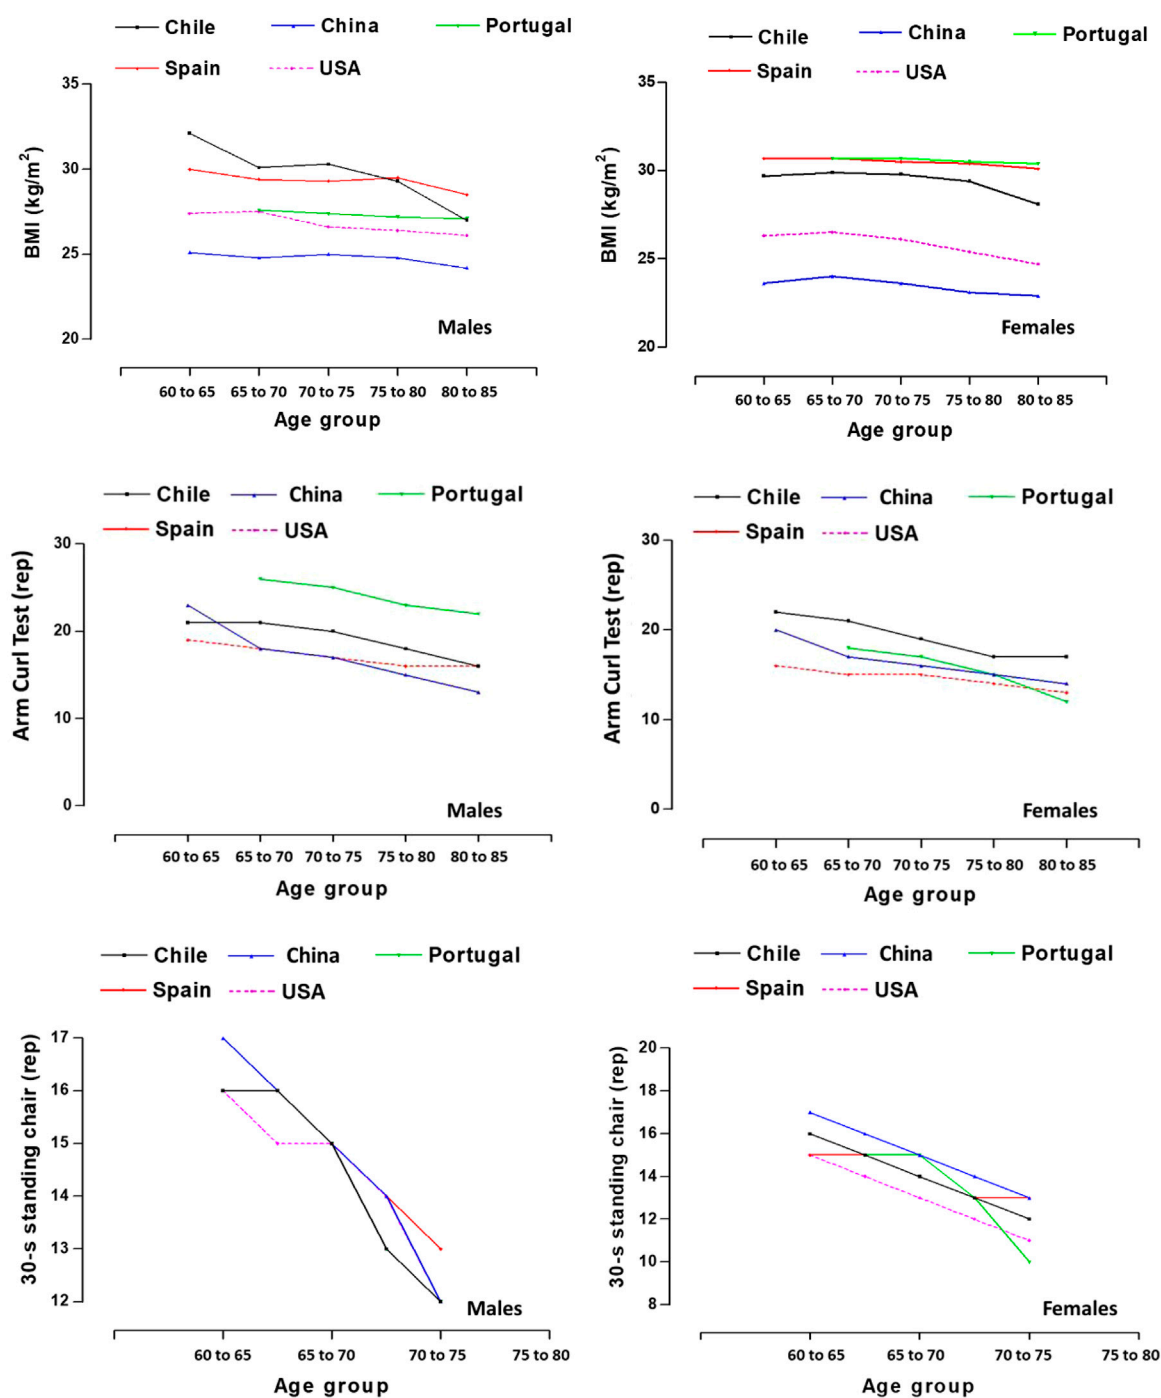 Chile China Portugal
Spain USA
BMI (kg/m²)
35
30
25
20
Males
60 to 65 65 to 70 70 to 75 75 to 80 80 to 85
Age group
Chile China Portugal
Spain USA
BMI (kg/m²)
35
30
25
20
Females
60 to 65 65 to 70 70 to 75 75 to 80 80 to 85
Age group
Chile China Portugal
Spain USA
Arm Curl Test (rep)
30
20
10
0
Males
60 to 65 65 to 70 70 to 75 75 to 80 80 to 85
Age group
Chile China Portugal
Spain USA
Arm Curl Test (rep)
30
20
10
0
Females
60 to 65 65 to 70 70 to 75 75 to 80 80 to 85
Age group
Chile China Portugal
Spain USA
30-s standing chair (rep)
17
16
15
14
13
12
Males
60 to 65 65 to 70 70 to 75 75 to 80
Age group
Chile China Portugal
Spain USA
30-s standing chair (rep)
20
18
16
14
12
10
8
Females
60 to 65 65 to 70 70 to 75 75 to 80
Age group